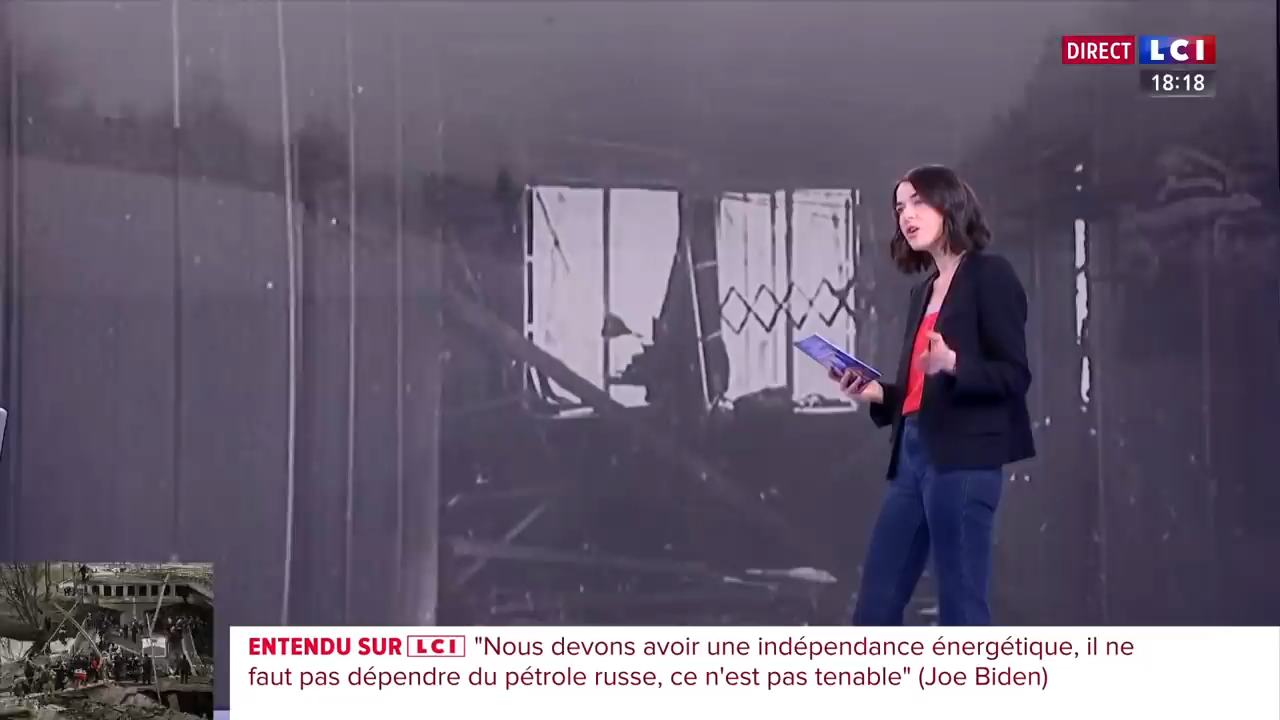 DIRECT LCI
18:18
ENTENDU SUR LCI "Nous devons avoir une indépendance énergétique, il ne
faut pas dépendre du pétrole russe, ce n'est pas tenable" (Joe Biden)